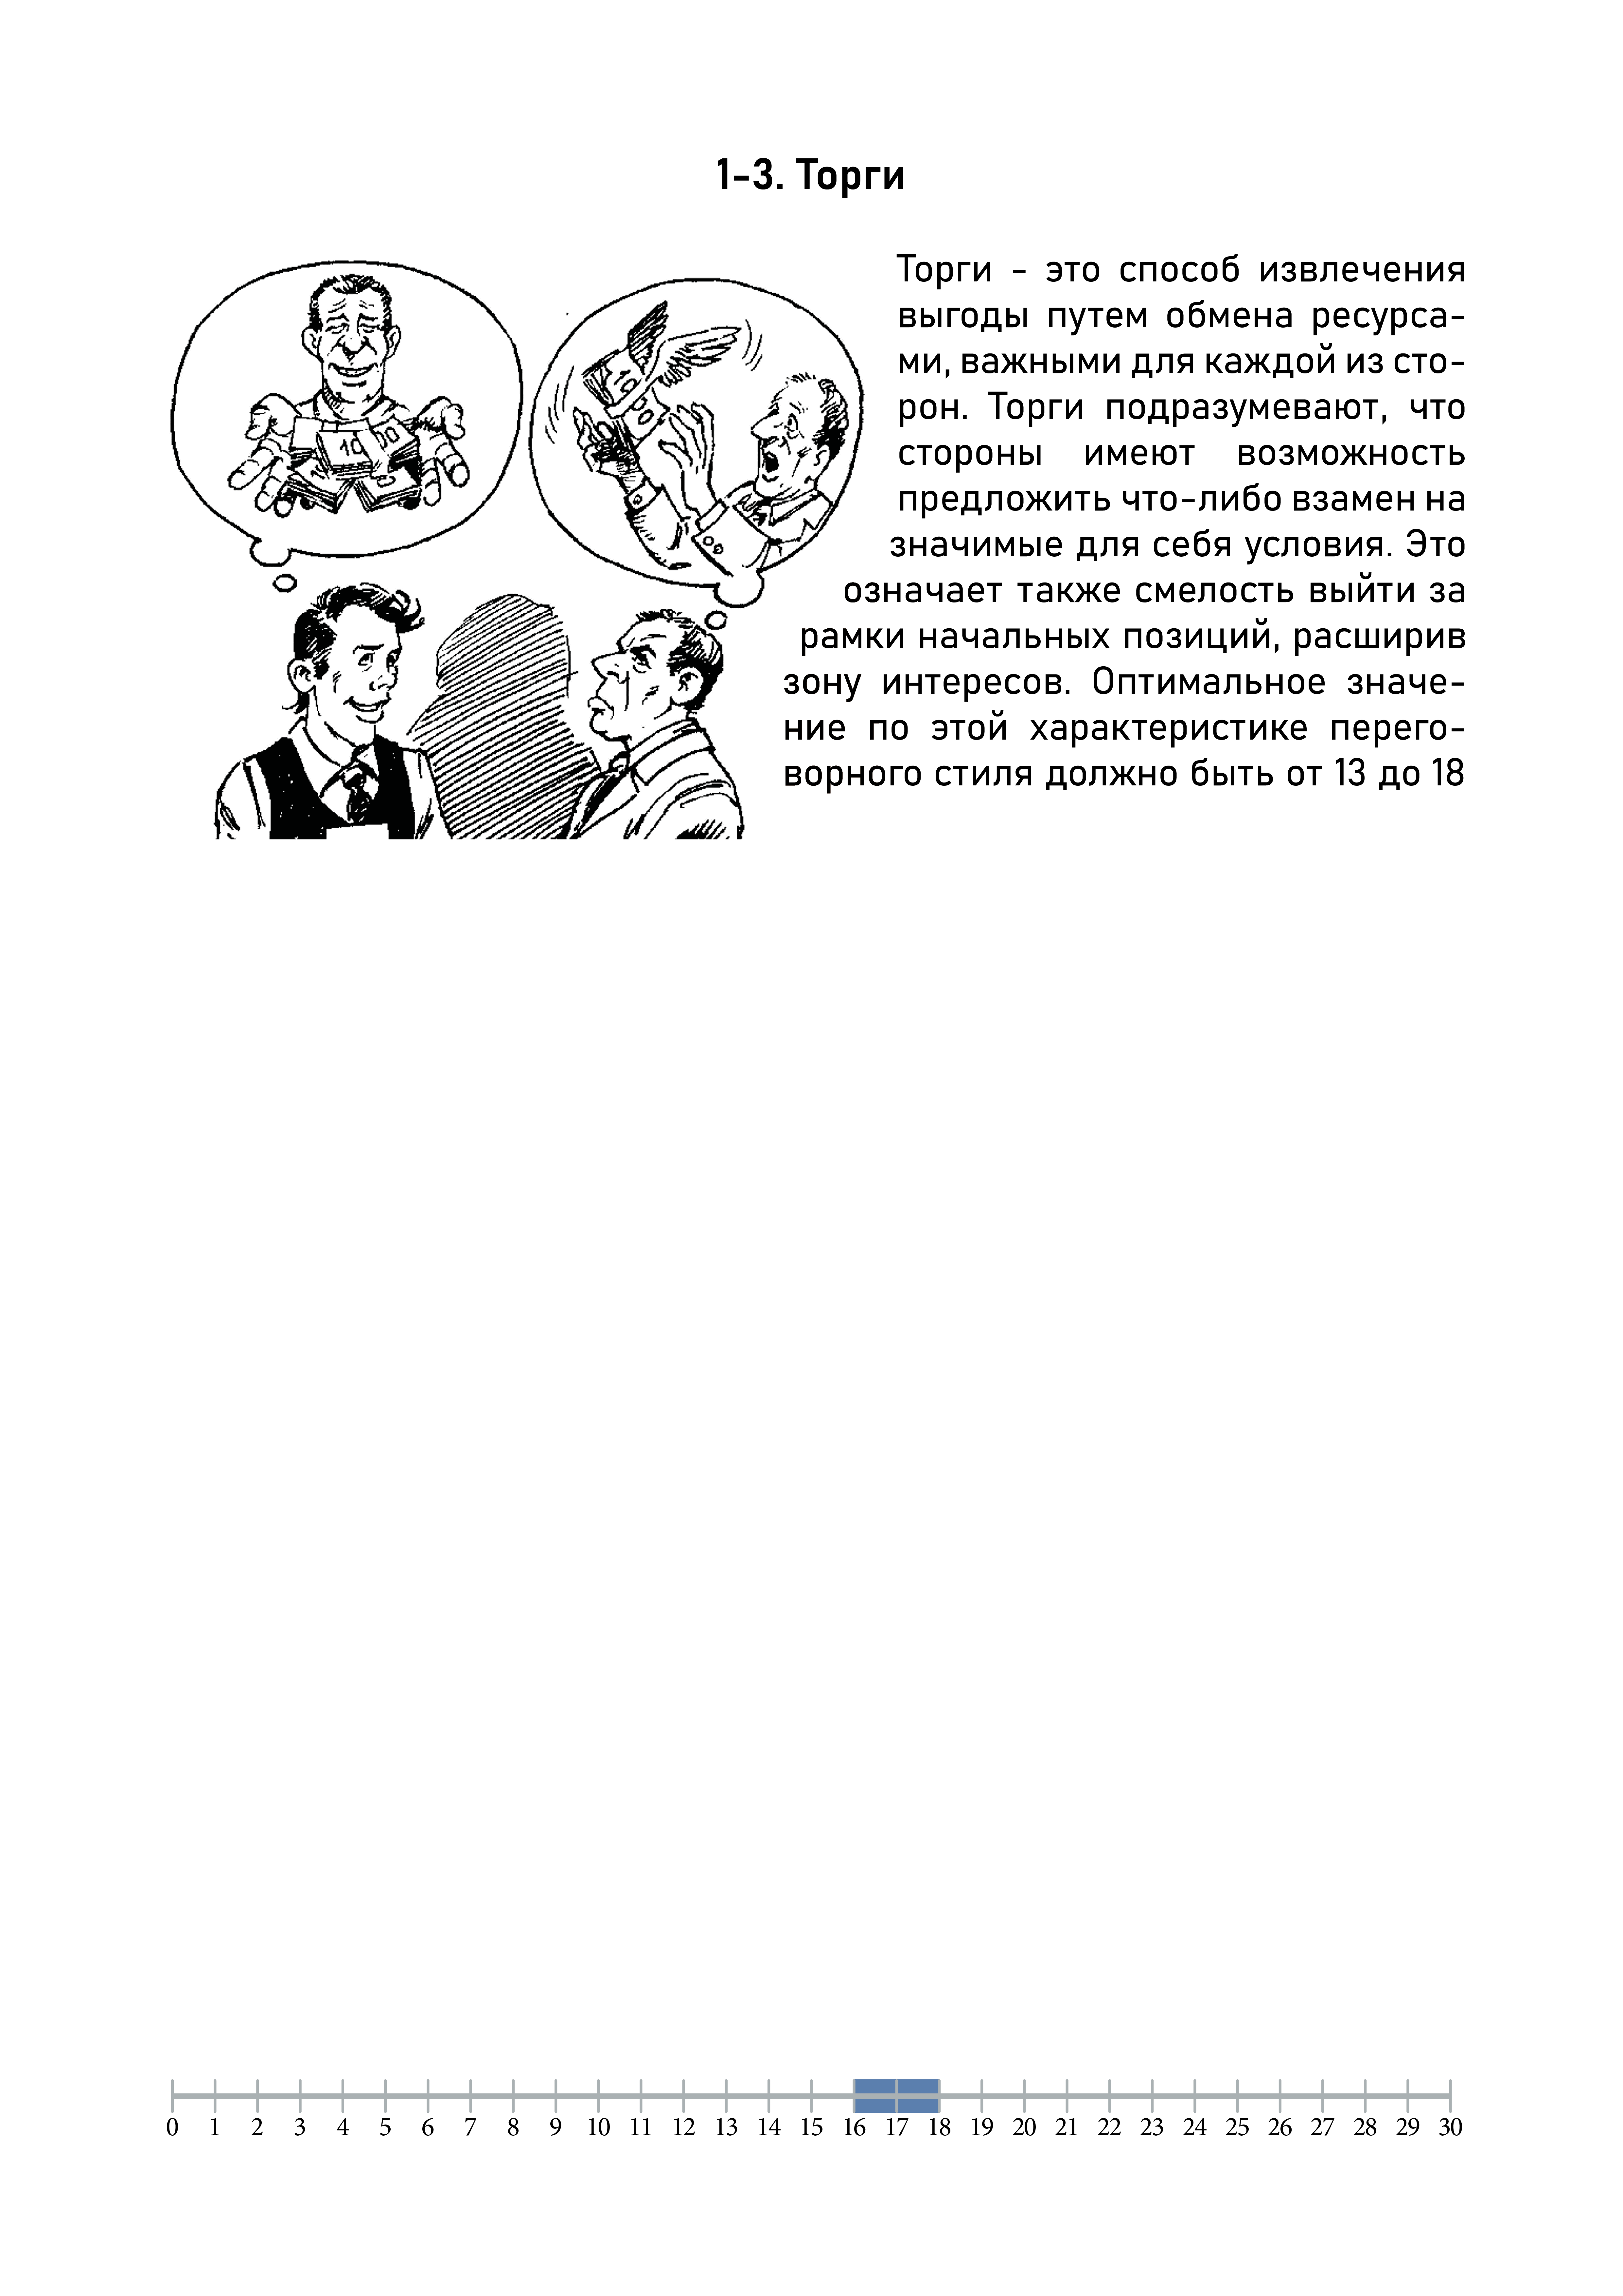 1-3. Торги
Торги - это способ извлечения
выгоды путем обмена ресурса-
ми, важными для каждой из сто-
рон. Торги подразумевают, что
стороны имеют возможность
предложить что-либо взамен на
значимые для себя условия. Это
означает также смелость выйти за
рамки начальных позиций, расширив
зону интересов. Оптимальное значе-
ние по этой характеристике перего-
ворного стиля должно быть от 13 до 18
0 1 2 3 4 5 6 7 8 9 10 11 12 13 14 15 16 17 18 19 20 21 22 23 24 25 26 27 28 29 30